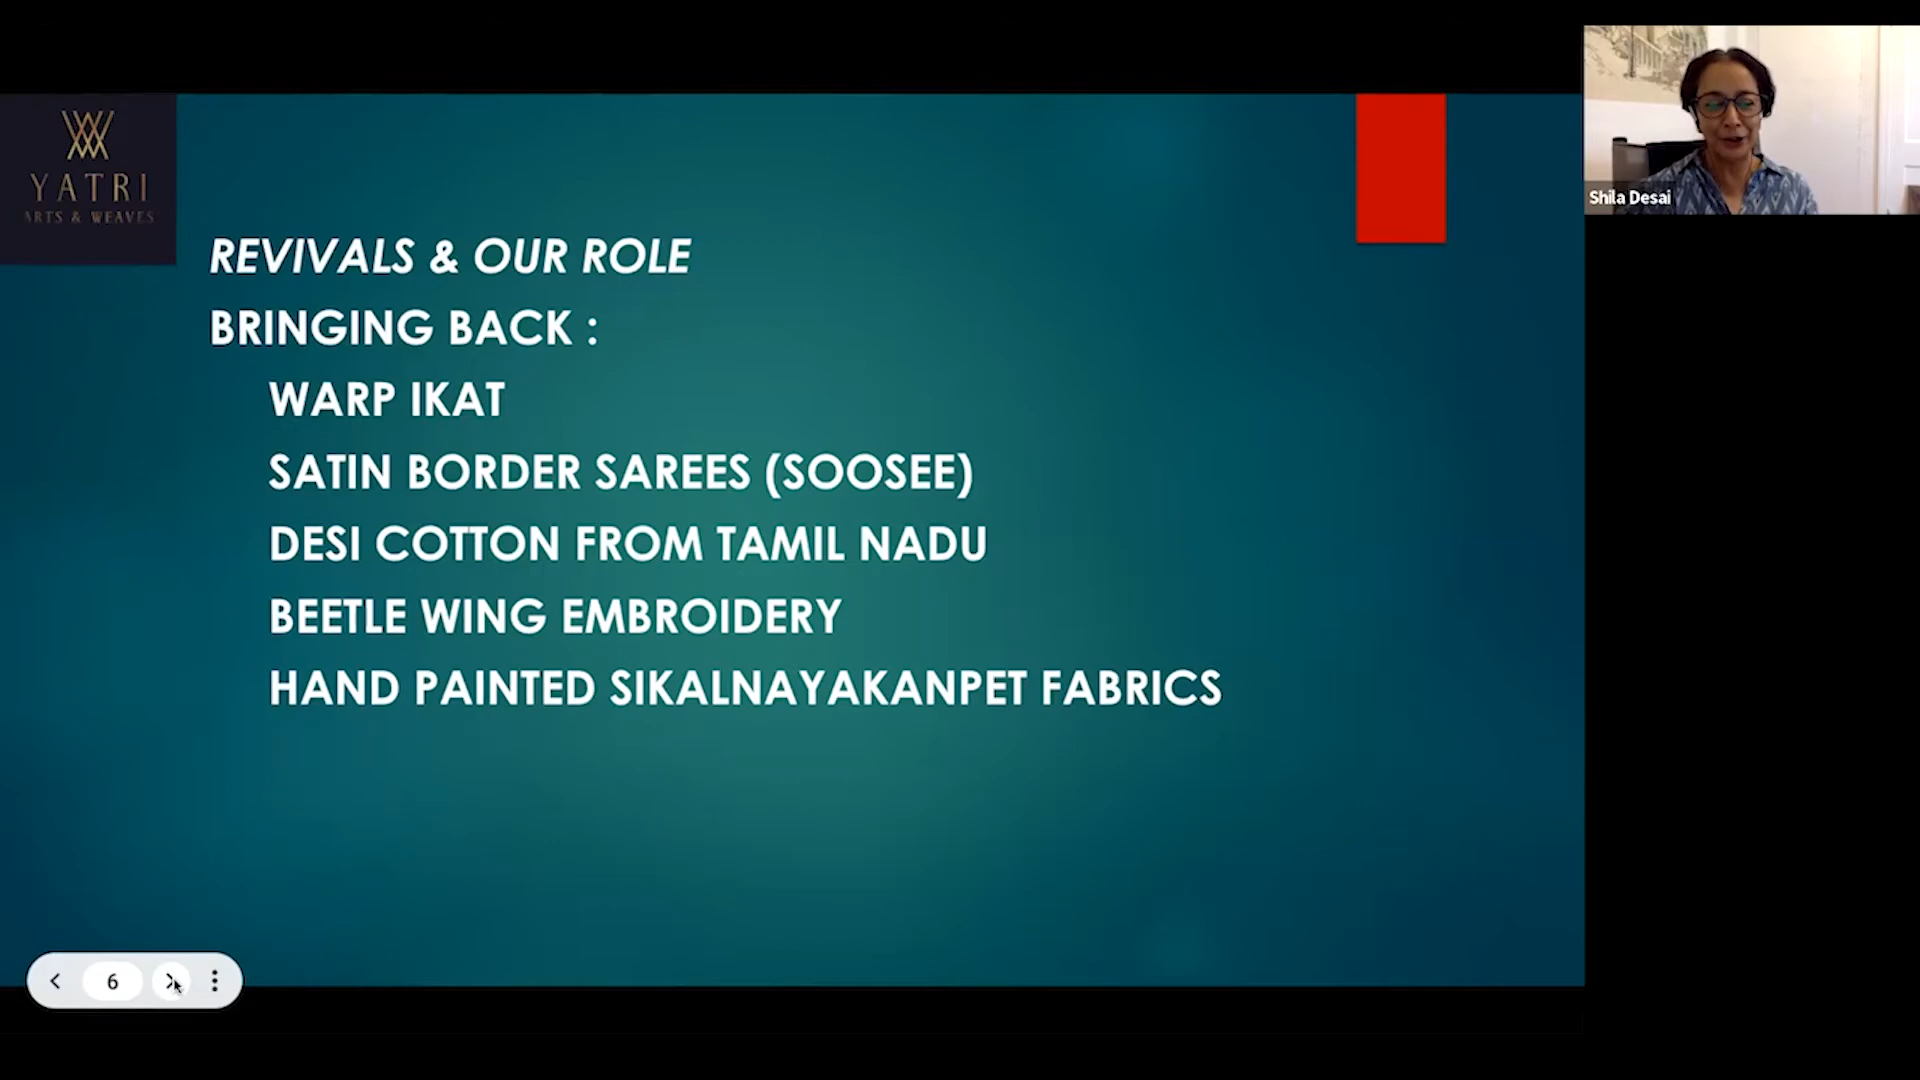 YATRI
ARTS & WEAVES
REVIVALS & OUR ROLE
BRINGING BACK :
WARP IKAT
SATIN BORDER SAREES (SOOSEE)
DESI COTTON FROM TAMIL NADU
BEETLE WING EMBROIDERY
HAND PAINTED SIKALNAYAKANPET FABRICS
Shila Desai
6